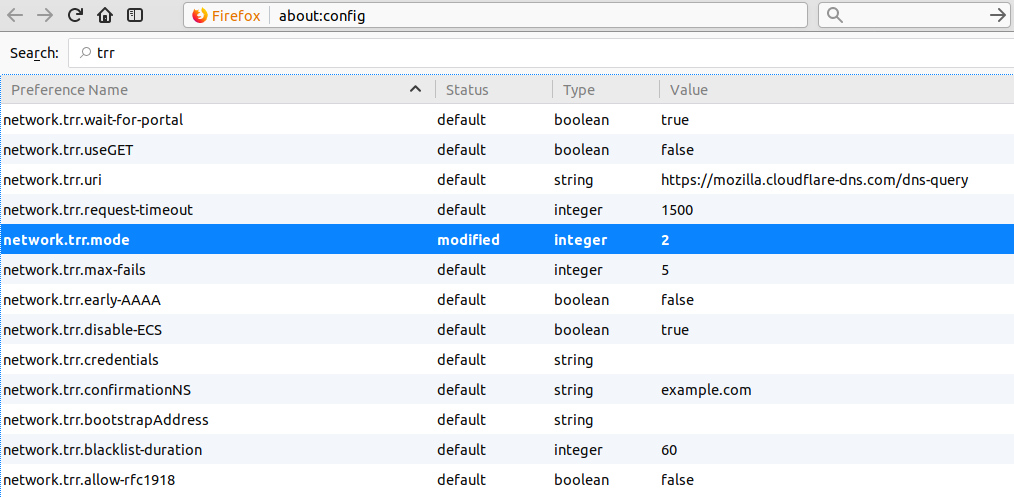 Firefox about:config
Search: trr
Preference Name Status Type Value
network.trr.wait-for-portal default boolean true
network.trr.useGET default boolean false
network.trr.uri default string https://mozilla.cloudflare-dns.com/dns-query
network.trr.request-timeout default integer 1500
network.trr.mode modified integer 2
network.trr.max-fails default integer 5
network.trr.early-AAAA default boolean false
network.trr.disable-ECS default boolean true
network.trr.credentials default string
network.trr.confirmationNS default string example.com
network.trr.bootstrapAddress default string
network.trr.blacklist-duration default integer 60
network.trr.allow-rfc1918 default boolean false